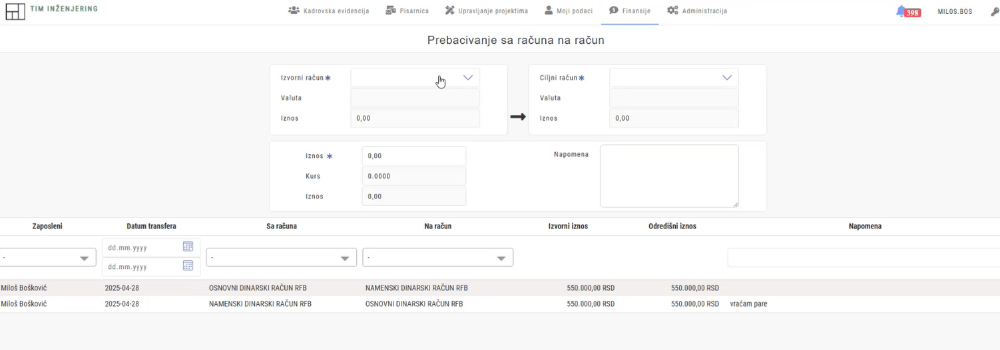 TIM INŽENJERING
Kadrovska evidencija Pisarnica Upravljanje projektima Moji podaci Finansije Administracija 398 MILOS.BOS
Prebacivanje sa računa na račun
Izvorni račun*
Valuta
Iznos 0,00
Ciljni račun*
Valuta
Iznos 0,00
Iznos * 0,00
Kurs 0.0000
Iznos 0,00
Napomena
Zaposleni Datum transfera Sa računa Na račun Izvorni iznos Odredišni iznos Napomena
dd.mm.yyyy
- - -
dd.mm.yyyy
Miloš Bošković 2025-04-28 OSNOVNI DINARSKI RAČUN RFB NAMENSKI DINARSKI RAČUN RFB 550.000,00 RSD 550.000,00 RSD
Miloš Bošković 2025-04-28 NAMENSKI DINARSKI RAČUN RFB OSNOVNI DINARSKI RAČUN RFB 550.000,00 RSD 550.000,00 RSD vraćam pare